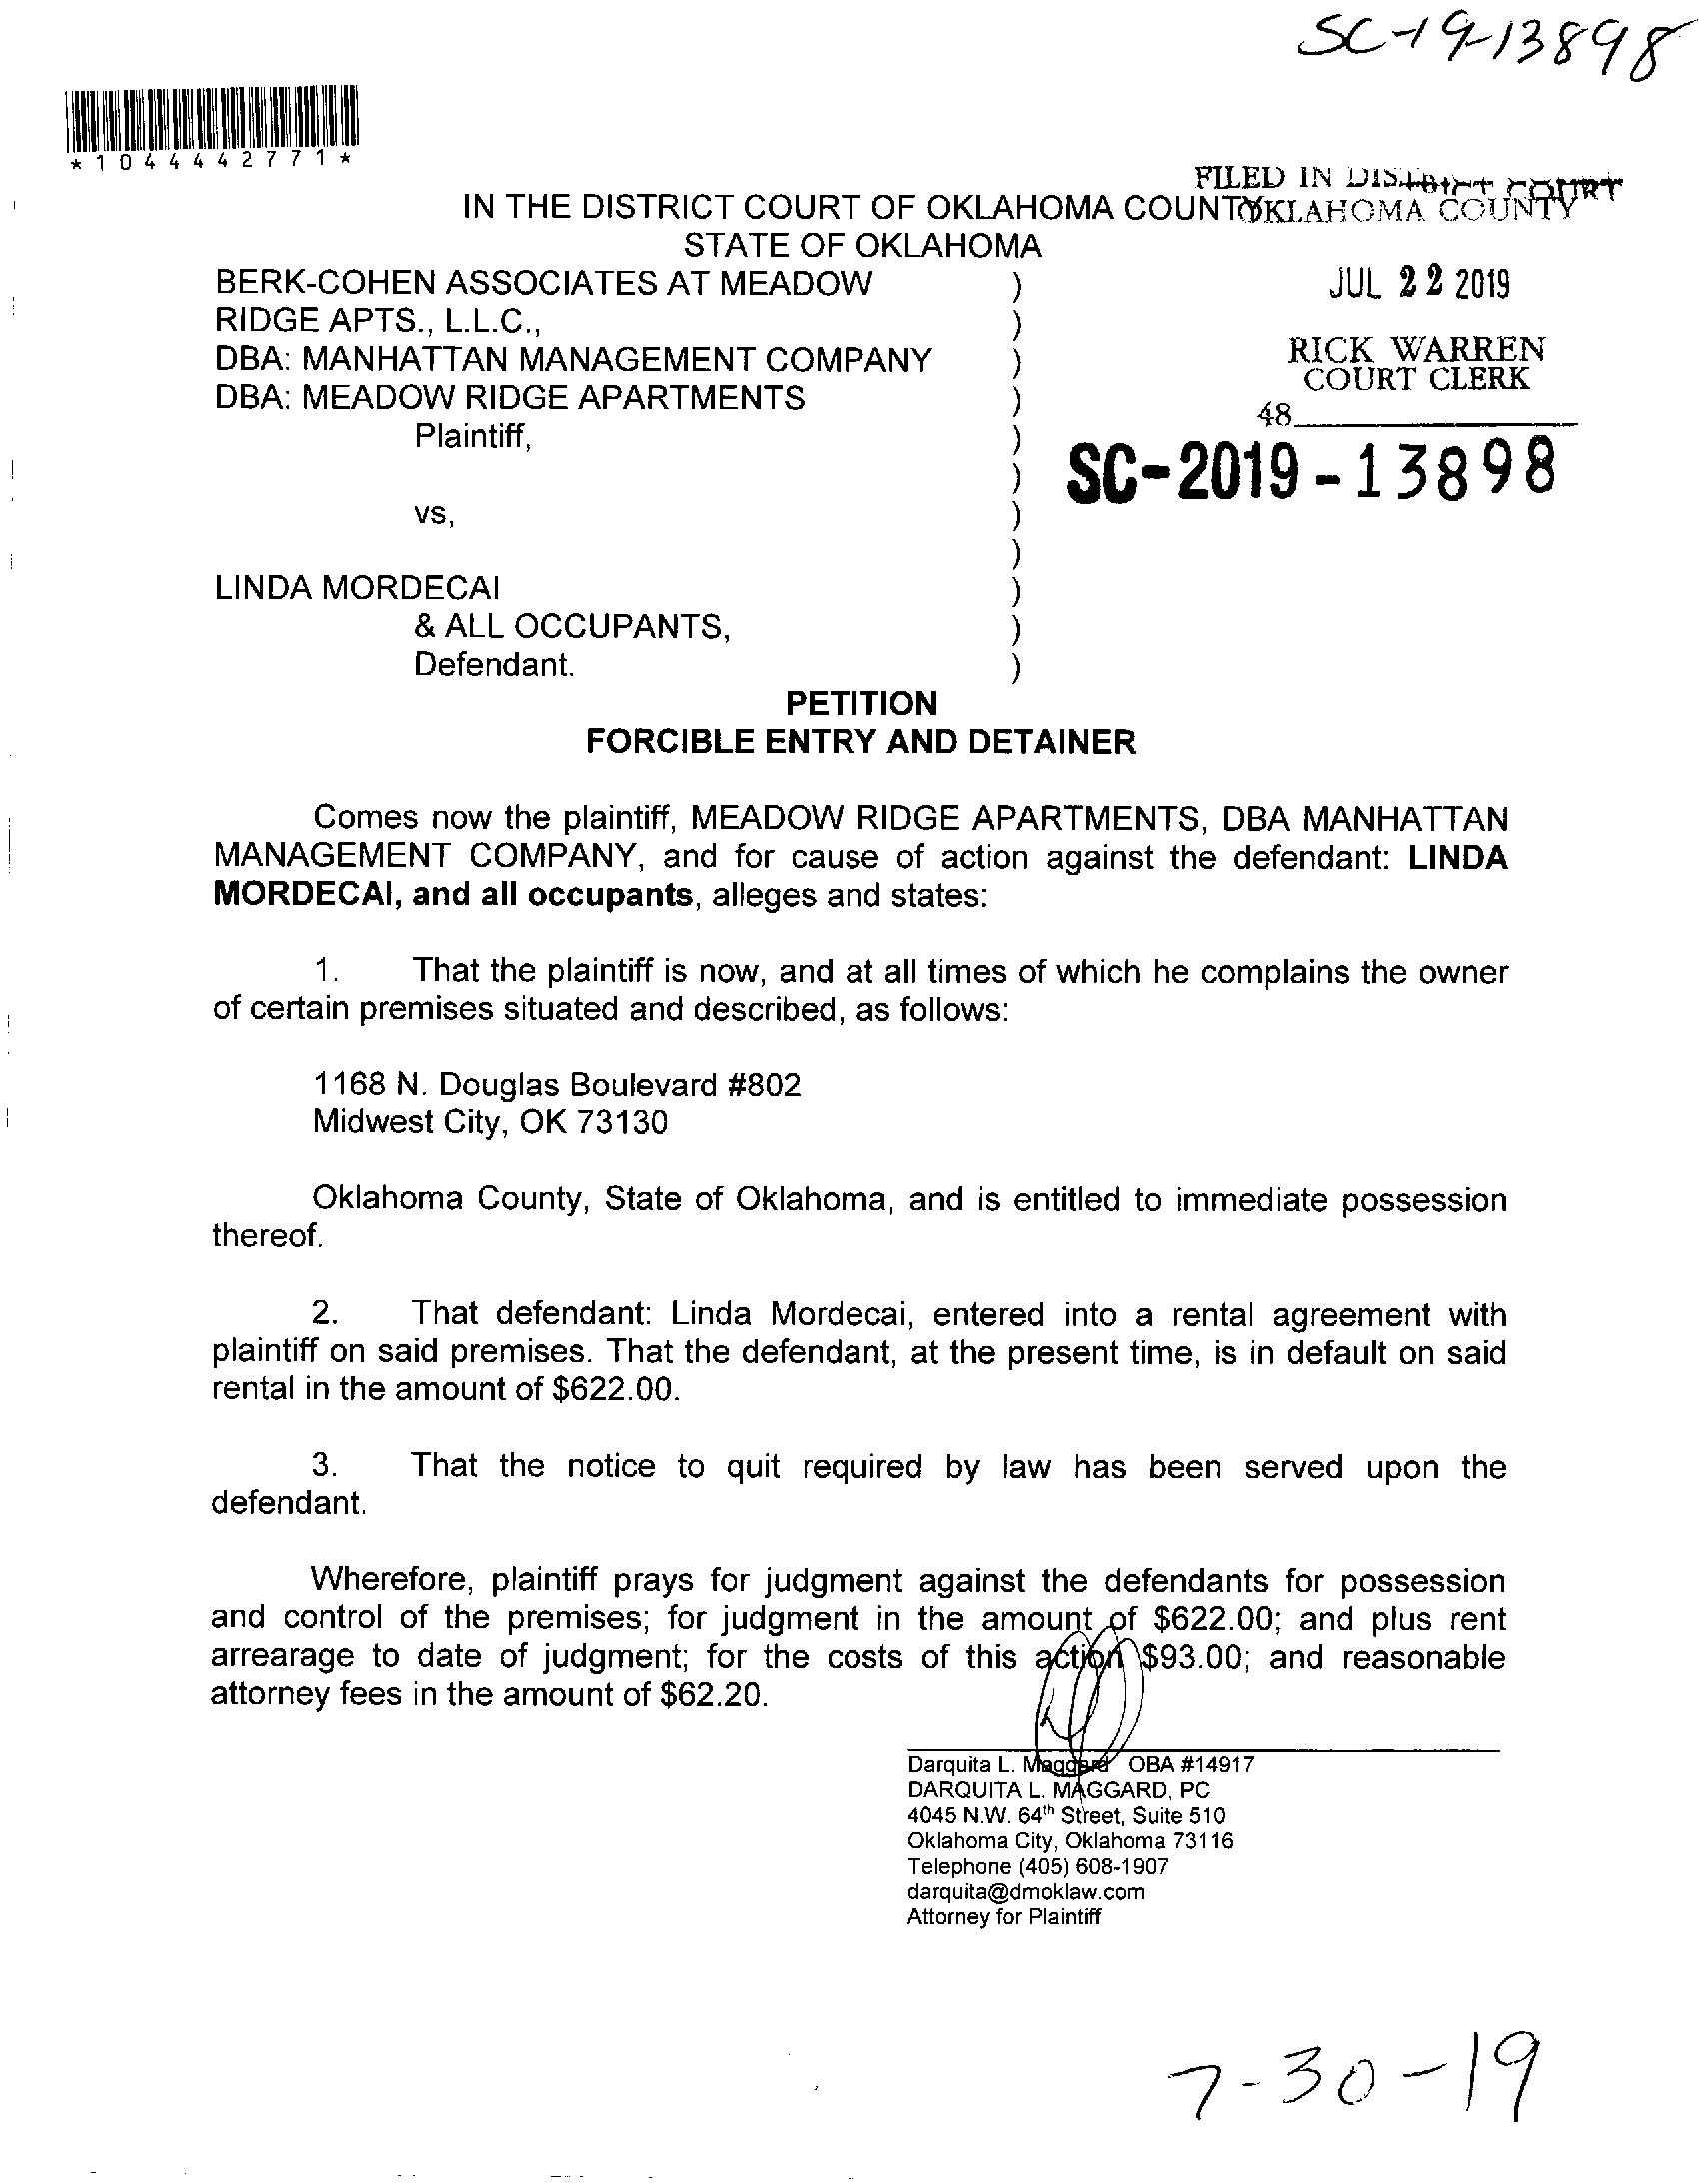 SC-19-13898
*1044442771*
FILED IN DISTRICT COURT
OKLAHOMA COUNTY
IN THE DISTRICT COURT OF OKLAHOMA COUNTY
STATE OF OKLAHOMA
BERK-COHEN ASSOCIATES AT MEADOW )
RIDGE APTS., L.L.C., )
DBA: MANHATTAN MANAGEMENT COMPANY )
DBA: MEADOW RIDGE APARTMENTS )
Plaintiff, )
)
vs, )
)
LINDA MORDECAI )
& ALL OCCUPANTS, )
Defendant. )
JUL 22 2019
RICK WARREN
COURT CLERK
48
SC-2019-13898
PETITION
FORCIBLE ENTRY AND DETAINER
Comes now the plaintiff, MEADOW RIDGE APARTMENTS, DBA MANHATTAN
MANAGEMENT COMPANY, and for cause of action against the defendant: LINDA
MORDECAI, and all occupants, alleges and states:
1. That the plaintiff is now, and at all times of which he complains the owner
of certain premises situated and described, as follows:
1168 N. Douglas Boulevard #802
Midwest City, OK 73130
Oklahoma County, State of Oklahoma, and is entitled to immediate possession
thereof.
2. That defendant: Linda Mordecai, entered into a rental agreement with
plaintiff on said premises. That the defendant, at the present time, is in default on said
rental in the amount of $622.00.
3. That the notice to quit required by law has been served upon the
defendant.
Wherefore, plaintiff prays for judgment against the defendants for possession
and control of the premises; for judgment in the amount of $622.00; and plus rent
arrearage to date of judgment; for the costs of this action $93.00; and reasonable
attorney fees in the amount of $62.20.
Darquita L. Maggard OBA #14917
DARQUITA L. MAGGARD, PC
4045 N.W. 64th Street, Suite 510
Oklahoma City, Oklahoma 73116
Telephone (405) 608-1907
darquita@dmoklaw.com
Attorney for Plaintiff
7-30-19